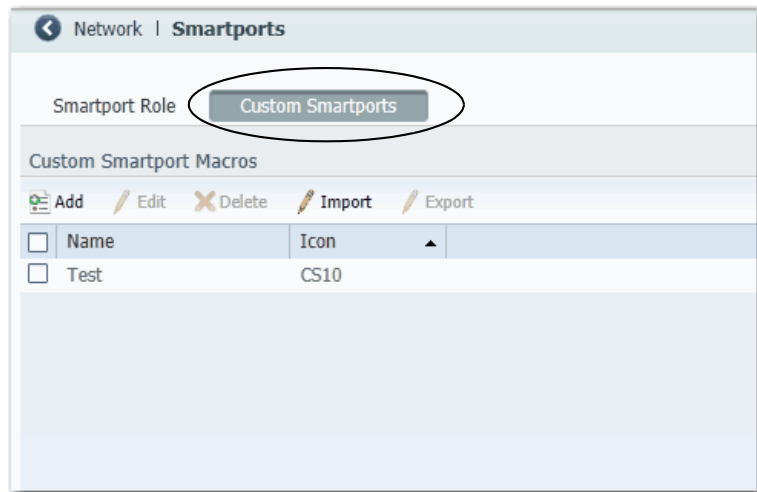 Network | Smartports
Smartport Role Custom Smartports
Custom Smartport Macros
Add Edit Delete Import Export
Name Icon
Test CS10